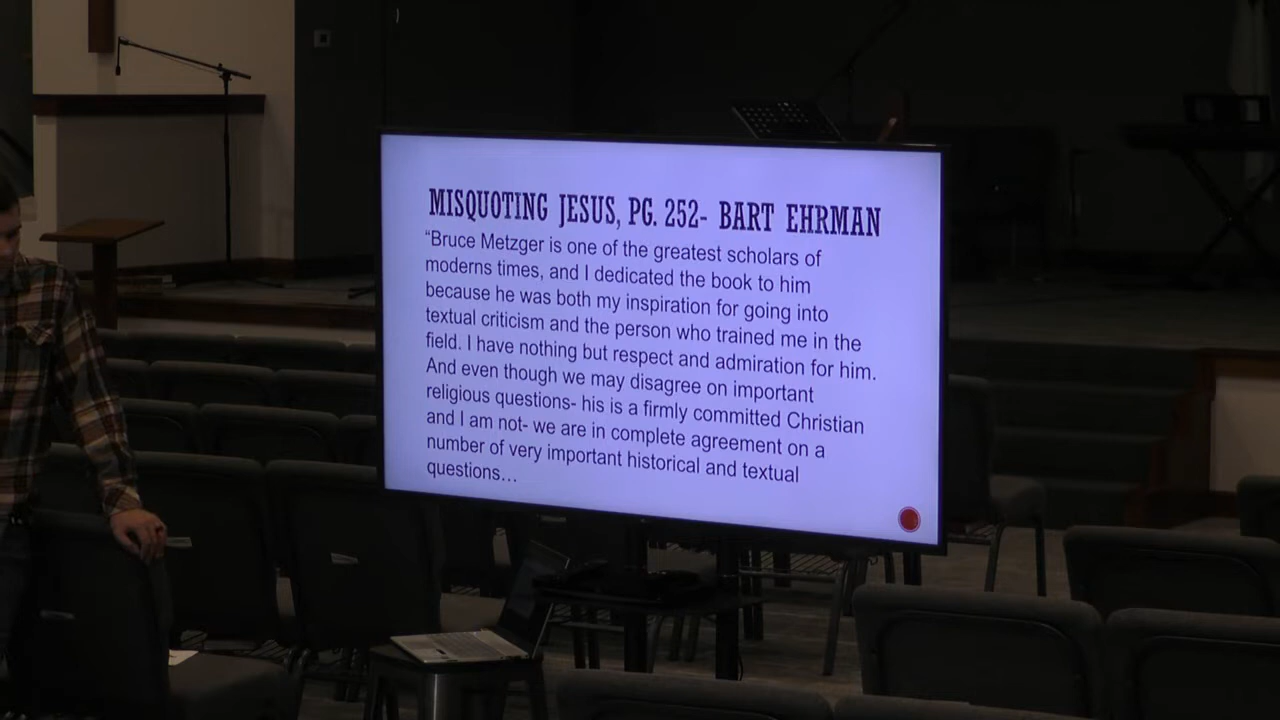 MISQUOTING JESUS, PG. 252- BART EHRMAN
“Bruce Metzger is one of the greatest scholars of
moderns times, and I dedicated the book to him
because he was both my inspiration for going into
textual criticism and the person who trained me in the
field. I have nothing but respect and admiration for him.
And even though we may disagree on important
religious questions- his is a firmly committed Christian
and I am not- we are in complete agreement on a
number of very important historical and textual
questions…